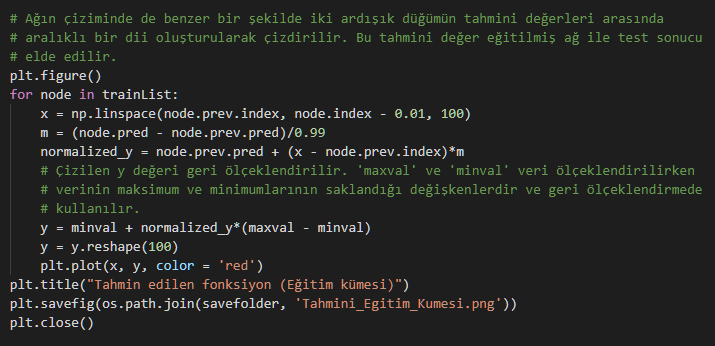 # Ağın çiziminde de benzer bir şekilde iki ardışık düğümün tahmini değerleri arasında
# aralıklı bir dii oluşturularak çizdirilir. Bu tahmini değer eğitilmiş ağ ile test sonucu
# elde edilir.
plt.figure()
for node in trainList:
    x = np.linspace(node.prev.index, node.index - 0.01, 100)
    m = (node.pred - node.prev.pred)/0.99
    normalized_y = node.prev.pred + (x - node.prev.index)*m
    # Çizilen y değeri geri ölçeklendirilir. 'maxval' ve 'minval' veri ölçeklendirilirken
    # verinin maksimum ve minimumlarının saklandığı değişkenlerdir ve geri ölçeklendirmede
    # kullanılır.
    y = minval + normalized_y*(maxval - minval)
    y = y.reshape(100)
    plt.plot(x, y, color = 'red')
plt.title("Tahmin edilen fonksiyon (Eğitim kümesi)")
plt.savefig(os.path.join(savefolder, 'Tahmini_Egitim_Kumesi.png'))
plt.close()